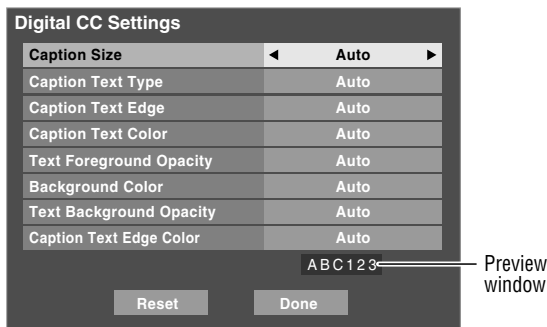 Digital CC Settings
Caption Size Auto
Caption Text Type Auto
Caption Text Edge Auto
Caption Text Color Auto
Text Foreground Opacity Auto
Background Color Auto
Text Background Opacity Auto
Caption Text Edge Color Auto
ABC123
Preview
window
Reset Done